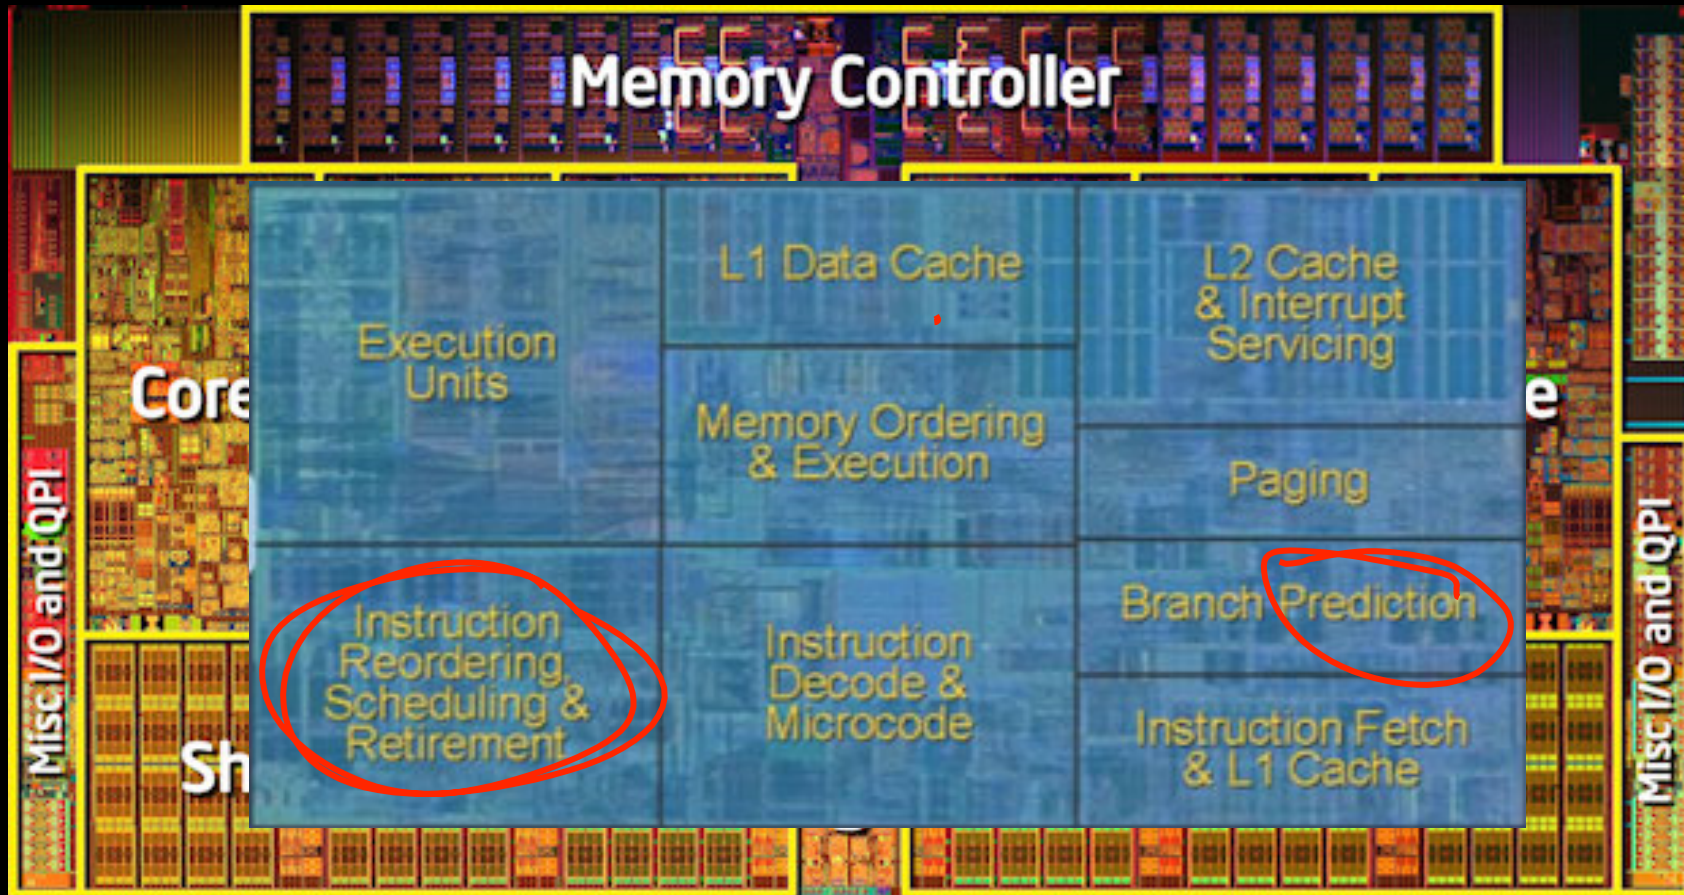 Memory Controller
Core
e
Misc I/O and QPI
Misc I/O and QPI
Sh
Execution
Units
L1 Data Cache
L2 Cache
& Interrupt
Servicing
Memory Ordering
& Execution
Paging
Instruction
Reordering,
Scheduling &
Retirement
Instruction
Decode &
Microcode
Branch Prediction
Instruction Fetch
& L1 Cache